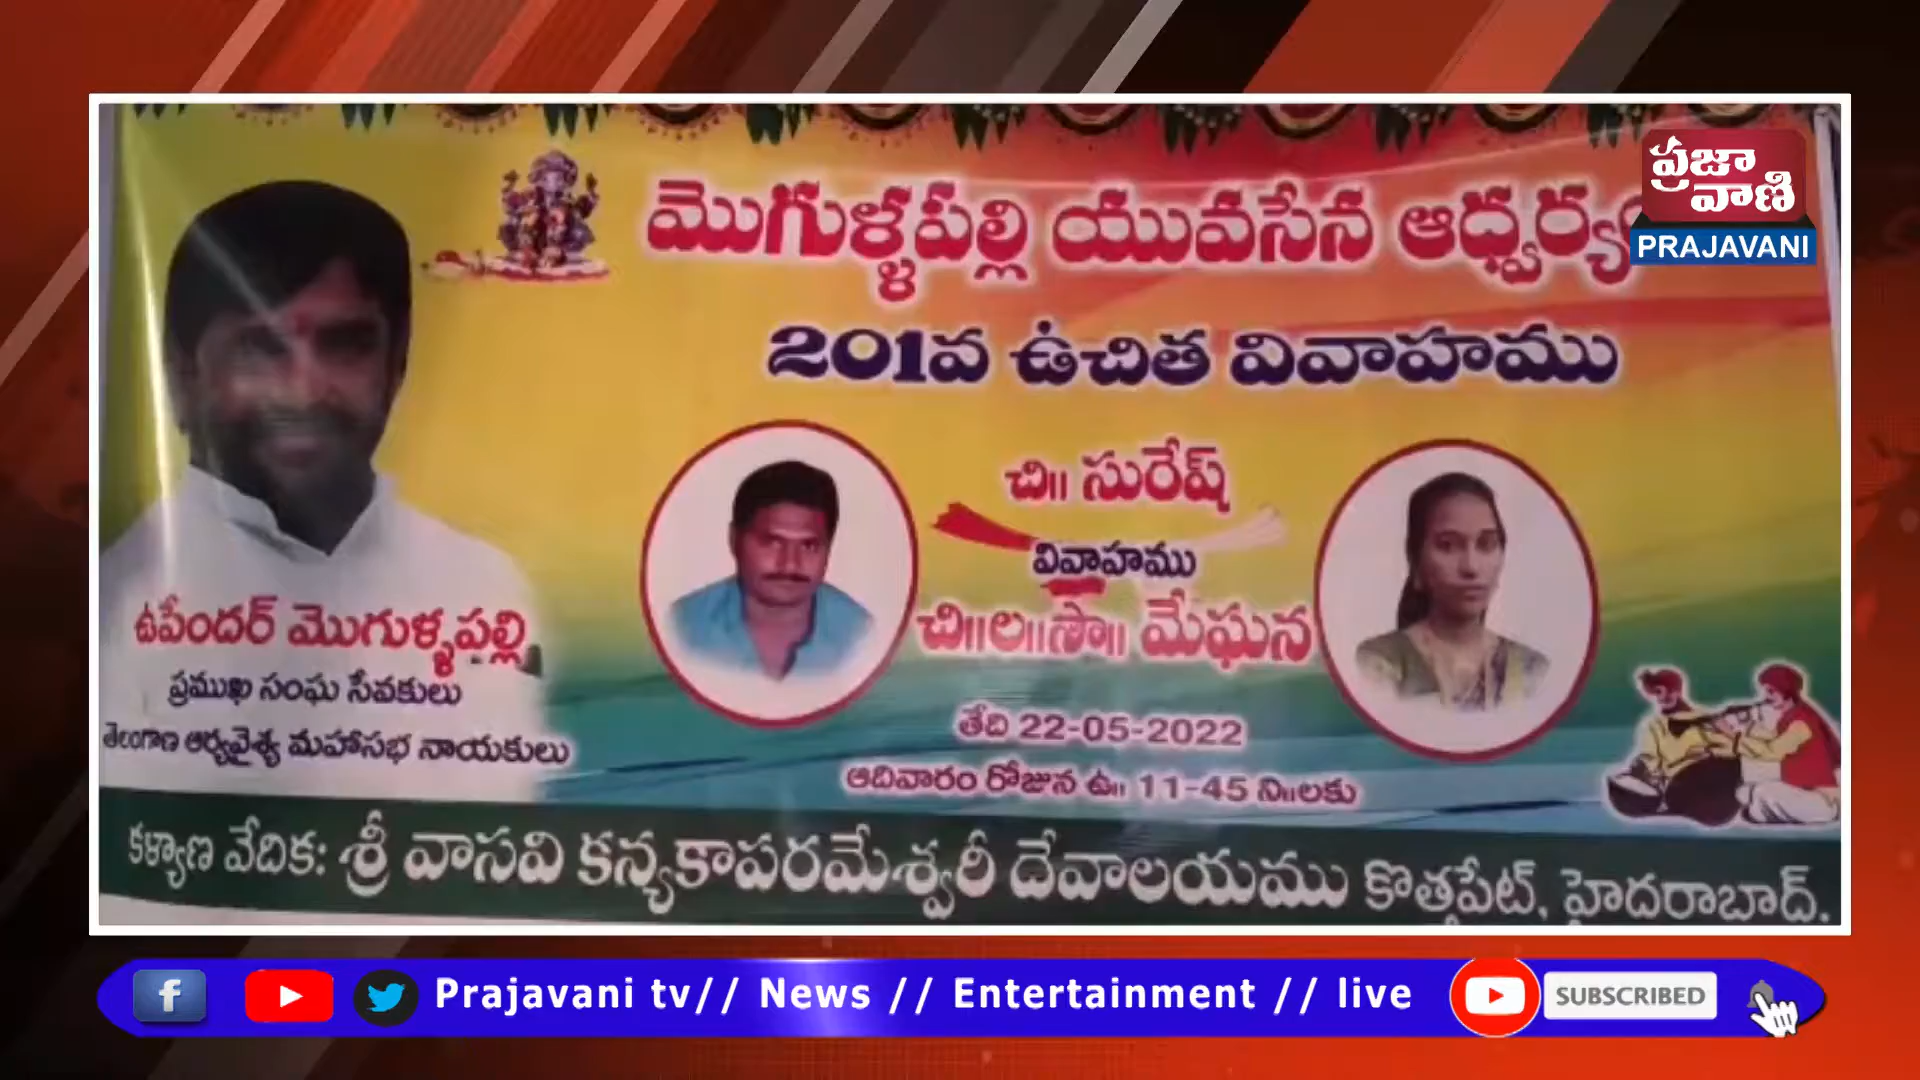 మొగుళ్ళపల్లి యువసేన
ప్రజా
వాణి
PRAJAVANI
201వ ఉచిత వివాహము
చి॥ సురేష్
వివాహము
చి॥ల॥సౌ॥ మేఘన
ఉపేందర్ మొగుళ్ళపల్లి
ప్రముఖ సంఘ సేవకులు
తెలంగాణ ఆర్యవైశ్య మహాసభ నాయకులు
తేది 22-05-2022
ఆదివారం రోజున ఉ॥ 11-45 ని॥లకు
కళ్యాణ వేదిక: శ్రీ వాసవి కన్యకాపరమేశ్వరీ దేవాలయము కొత్తపేట్, హైదరాబాద్.
Prajavani tv// News // Entertainment // live
SUBSCRIBED